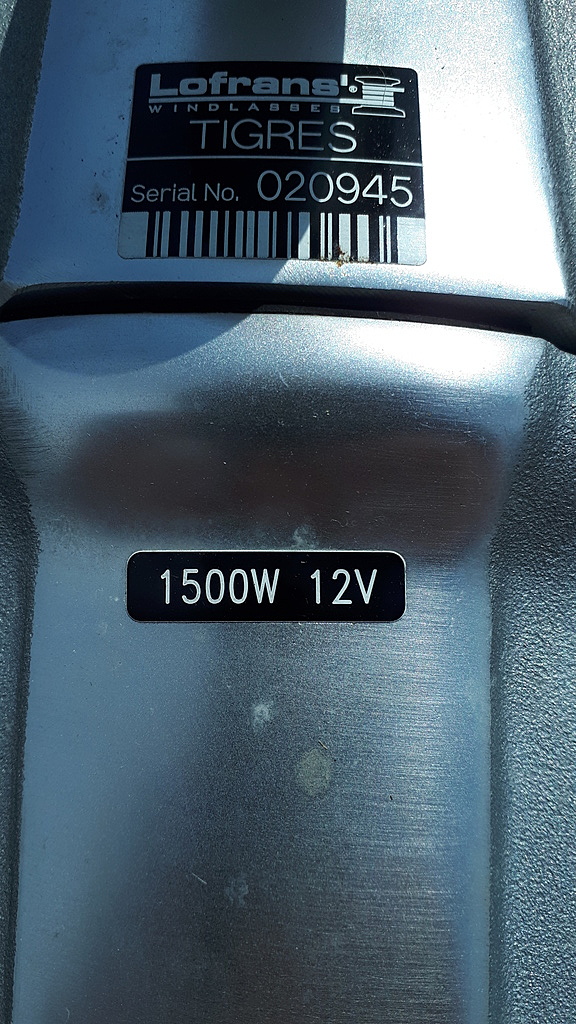 Lofrans'®
WINDLASSES
TIGRES
Serial No. 020945
1500W 12V